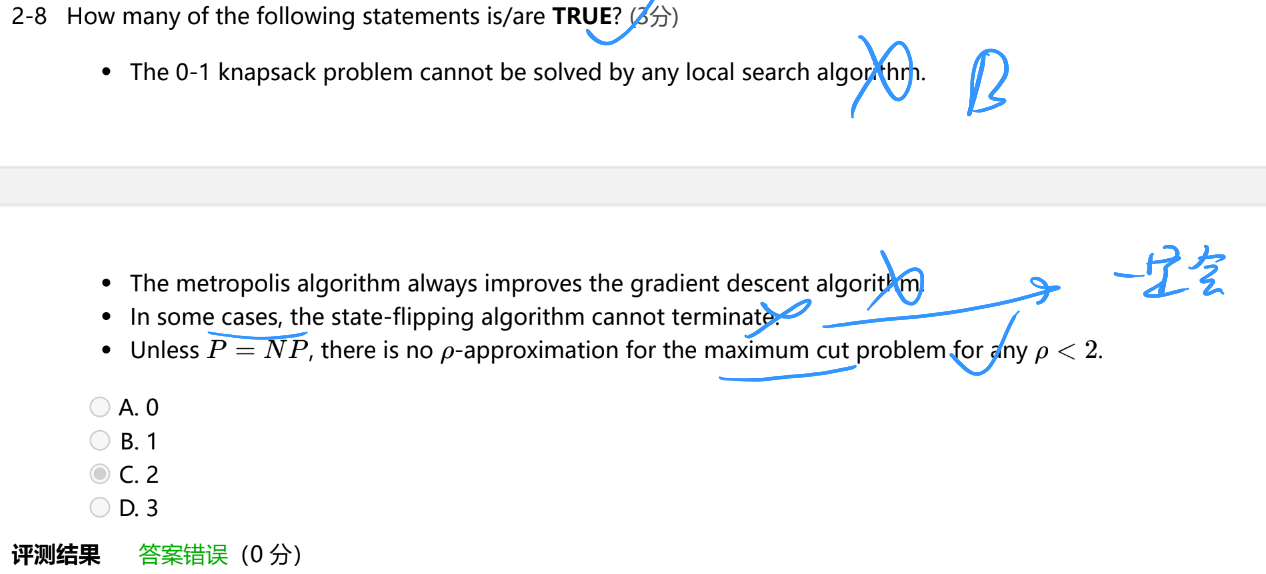 2-8 How many of the following statements is/are TRUE? (3分)
• The 0-1 knapsack problem cannot be solved by any local search algorithm.
B
• The metropolis algorithm always improves the gradient descent algorithm.
一定会
• In some cases, the state-flipping algorithm cannot terminate.
• Unless P = NP, there is no ρ-approximation for the maximum cut problem for any ρ < 2.
A. 0
B. 1
C. 2
D. 3
评测结果 答案错误 (0 分)